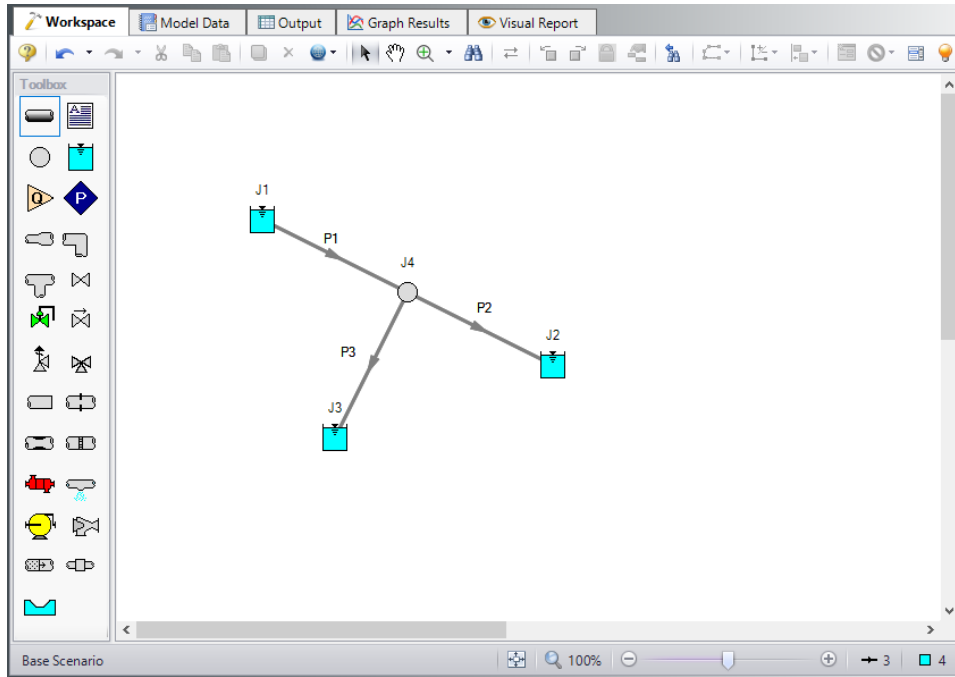 Workspace Model Data Output Graph Results Visual Report
Toolbox
A
Q P
J1
P1
J4
P2
J2
P3
J3
Base Scenario 100% 3 4